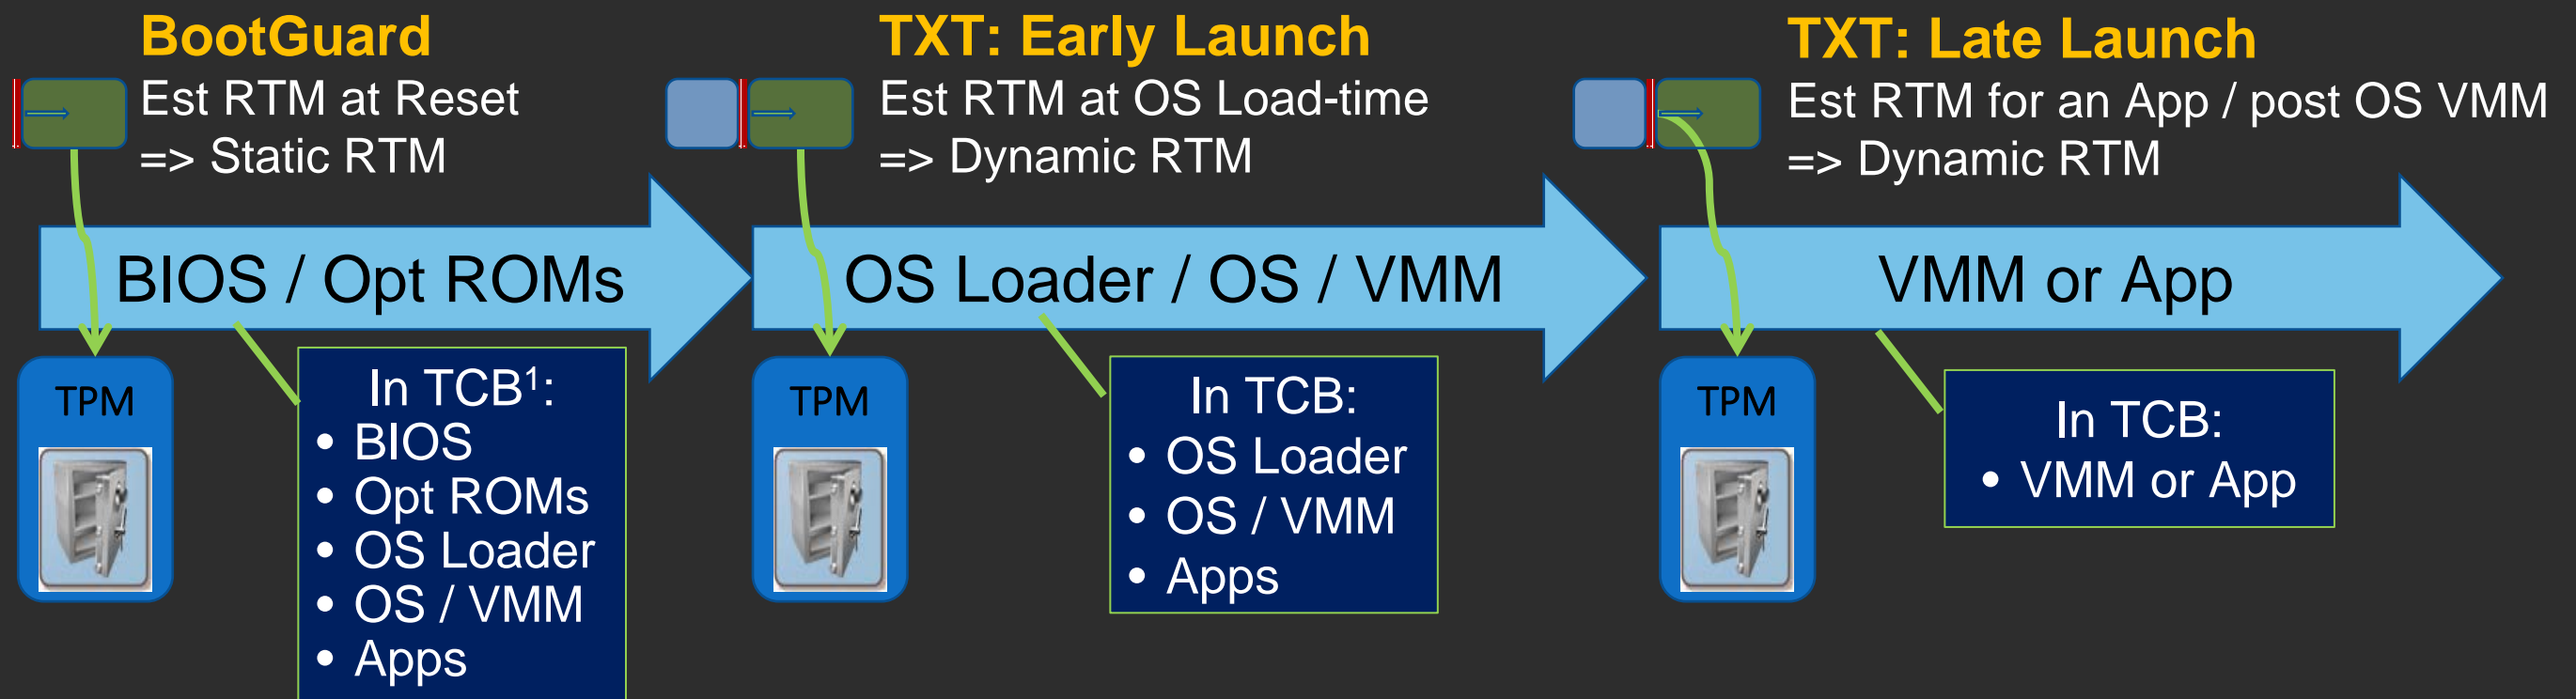 BootGuard
Est RTM at Reset
=> Static RTM
TXT: Early Launch
Est RTM at OS Load-time
=> Dynamic RTM
TXT: Late Launch
Est RTM for an App / post OS VMM
=> Dynamic RTM
BIOS / Opt ROMs
OS Loader / OS / VMM
VMM or App
TPM
In TCB¹:
• BIOS
• Opt ROMs
• OS Loader
• OS / VMM
• Apps
TPM
In TCB:
• OS Loader
• OS / VMM
• Apps
TPM
In TCB:
• VMM or App